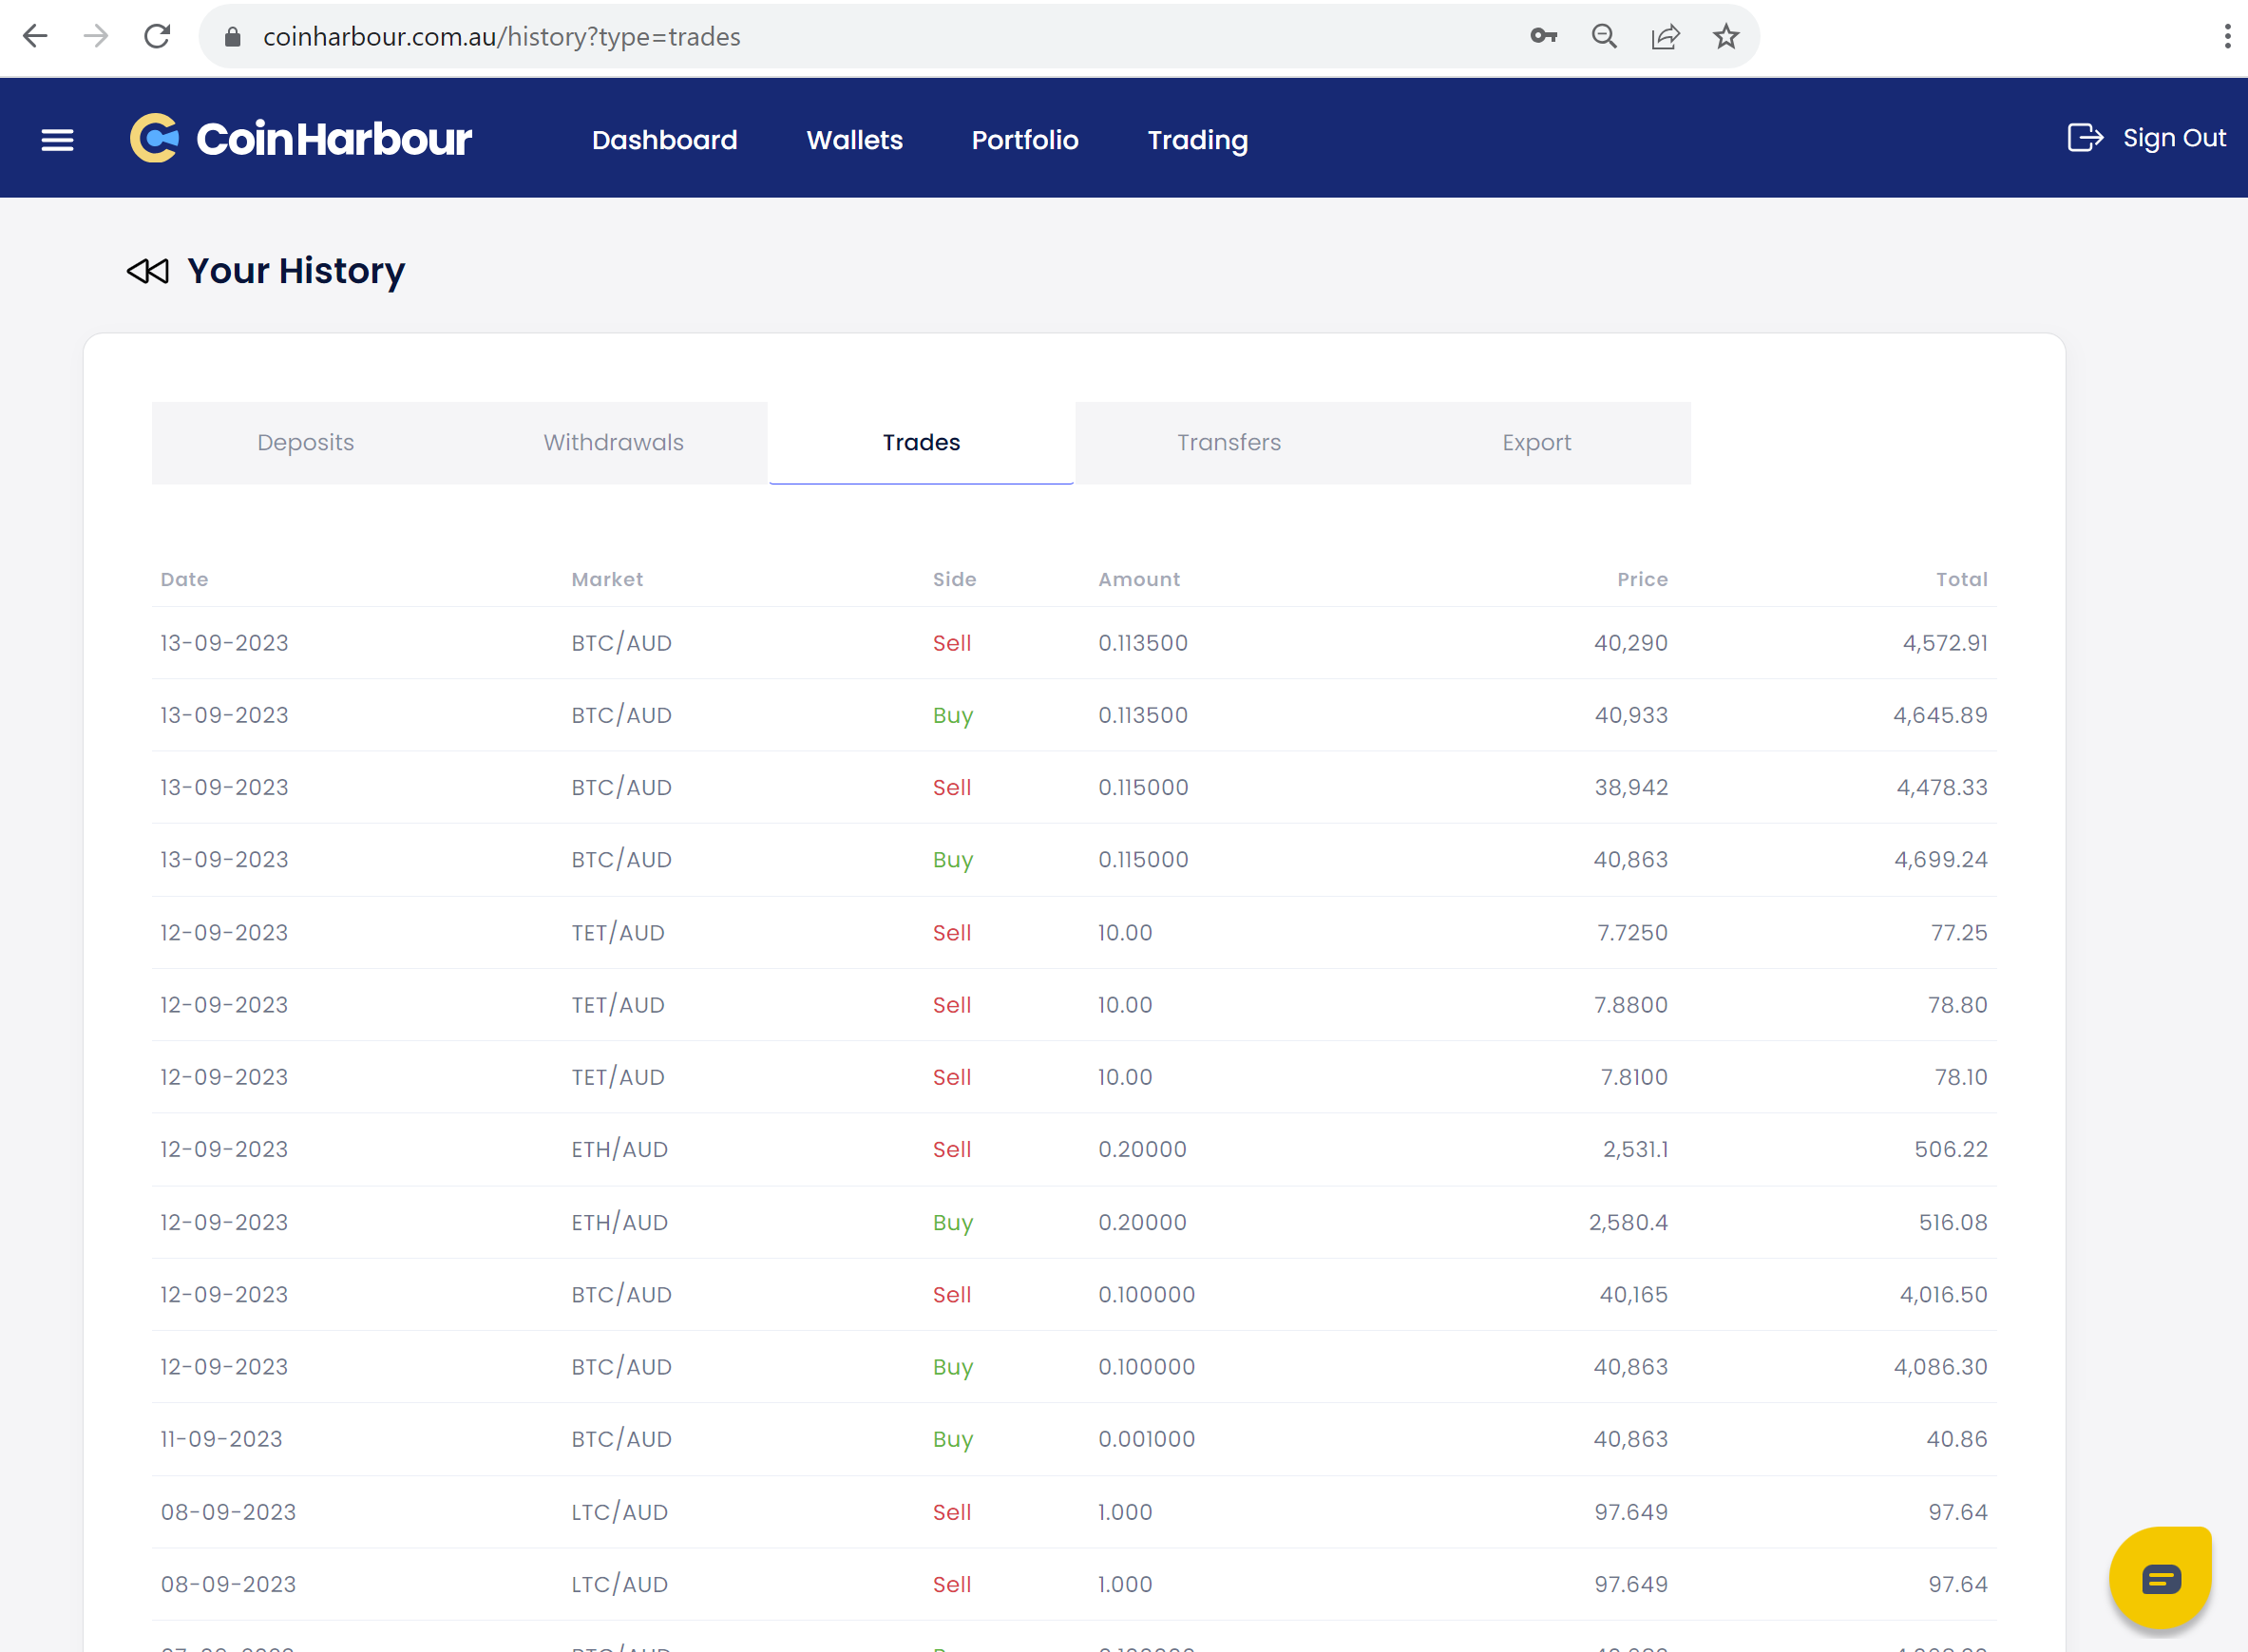 coinharbour.com.au/history?type=trades
CoinHarbour Dashboard Wallets Portfolio Trading Sign Out
Your History
Deposits Withdrawals Trades Transfers Export
Date Market Side Amount Price Total
13-09-2023 BTC/AUD Sell 0.113500 40,290 4,572.91
13-09-2023 BTC/AUD Buy 0.113500 40,933 4,645.89
13-09-2023 BTC/AUD Sell 0.115000 38,942 4,478.33
13-09-2023 BTC/AUD Buy 0.115000 40,863 4,699.24
12-09-2023 TET/AUD Sell 10.00 7.7250 77.25
12-09-2023 TET/AUD Sell 10.00 7.8800 78.80
12-09-2023 TET/AUD Sell 10.00 7.8100 78.10
12-09-2023 ETH/AUD Sell 0.20000 2,531.1 506.22
12-09-2023 ETH/AUD Buy 0.20000 2,580.4 516.08
12-09-2023 BTC/AUD Sell 0.100000 40,165 4,016.50
12-09-2023 BTC/AUD Buy 0.100000 40,863 4,086.30
11-09-2023 BTC/AUD Buy 0.001000 40,863 40.86
08-09-2023 LTC/AUD Sell 1.000 97.649 97.64
08-09-2023 LTC/AUD Sell 1.000 97.649 97.64